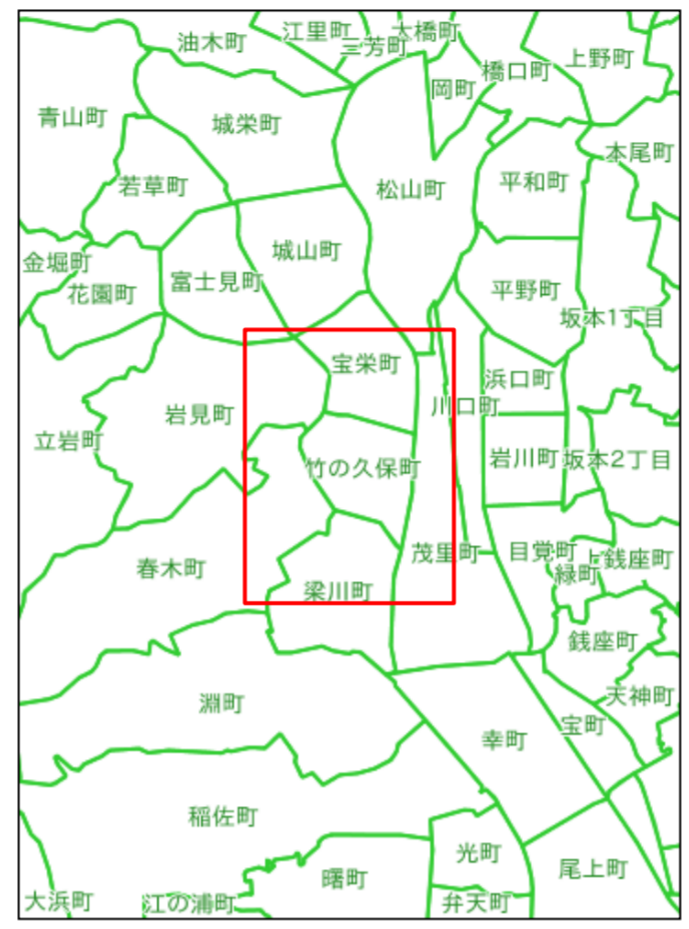 江里町
大橋町
油木町
三芳町
上野町
橋口町
岡町
青山町
城栄町
本尾町
若草町
松山町
平和町
城山町
金堀町
富士見町
花園町
平野町
坂本1丁目
宝栄町
浜口町
川口町
岩見町
立岩町
竹の久保町
岩川町
坂本2丁目
茂里町
目覚町
上銭座町
春木町
緑町
梁川町
銭座町
天神町
淵町
宝町
幸町
稲佐町
光町
尾上町
曙町
大浜町
江の浦町
弁天町